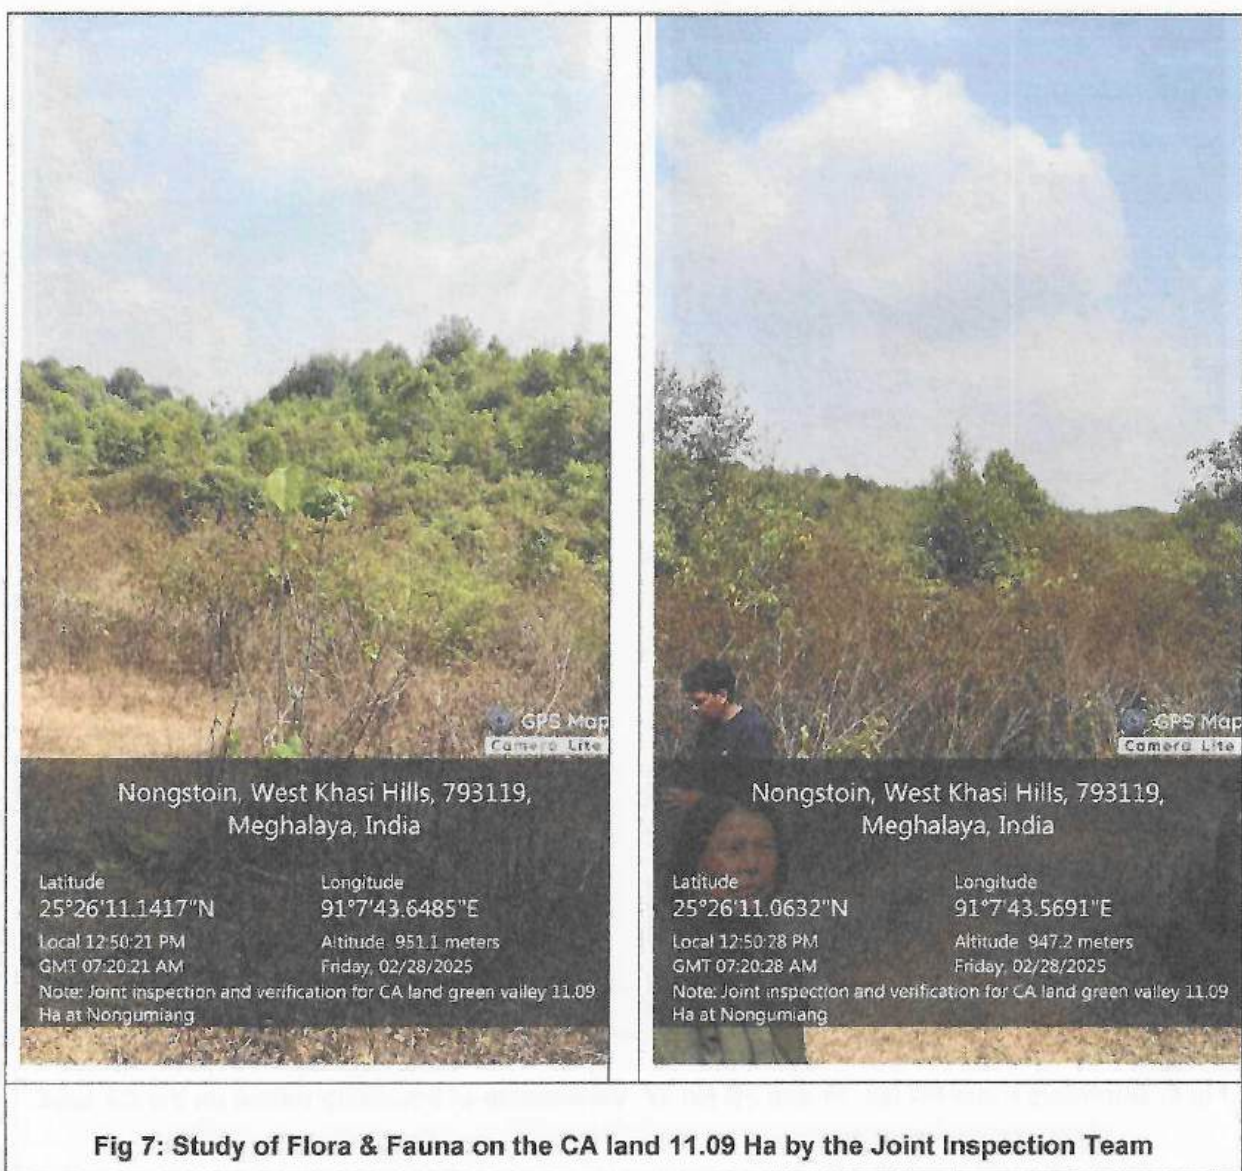 GPS Map
Camera Lite
Nongstoin, West Khasi Hills, 793119,
Meghalaya, India
Latitude
25°26'11.1417"N
Longitude
91°7'43.6485"E
Local 12:50:21 PM
GMT 07:20:21 AM
Altitude 951.1 meters
Friday, 02/28/2025
Note: Joint inspection and verification for CA land green valley 11.09
Ha at Nongumiang
GPS Map
Camera Lite
Nongstoin, West Khasi Hills, 793119,
Meghalaya, India
Latitude
25°26'11.0632"N
Longitude
91°7'43.5691"E
Local 12:50:28 PM
GMT 07:20:28 AM
Altitude 947.2 meters
Friday, 02/28/2025
Note: Joint inspection and verification for CA land green valley 11.09
Ha at Nongumiang
Fig 7: Study of Flora & Fauna on the CA land 11.09 Ha by the Joint Inspection Team